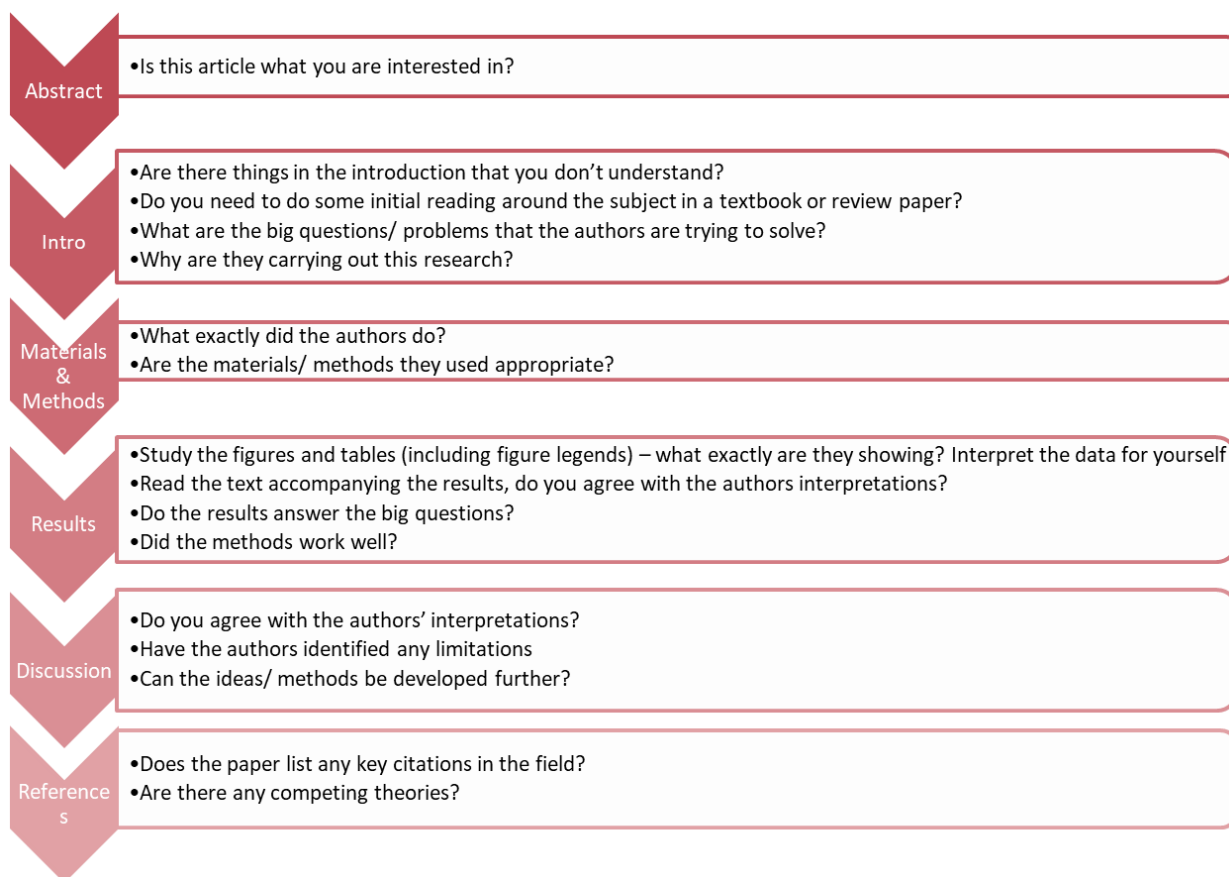 Abstract
•Is this article what you are interested in?
Intro
•Are there things in the introduction that you don’t understand?
•Do you need to do some initial reading around the subject in a textbook or review paper?
•What are the big questions/ problems that the authors are trying to solve?
•Why are they carrying out this research?
Materials
&
Methods
•What exactly did the authors do?
•Are the materials/ methods they used appropriate?
Results
•Study the figures and tables (including figure legends) – what exactly are they showing? Interpret the data for yourself
•Read the text accompanying the results, do you agree with the authors interpretations?
•Do the results answer the big questions?
•Did the methods work well?
Discussion
•Do you agree with the authors’ interpretations?
•Have the authors identified any limitations
•Can the ideas/ methods be developed further?
Reference
s
•Does the paper list any key citations in the field?
•Are there any competing theories?